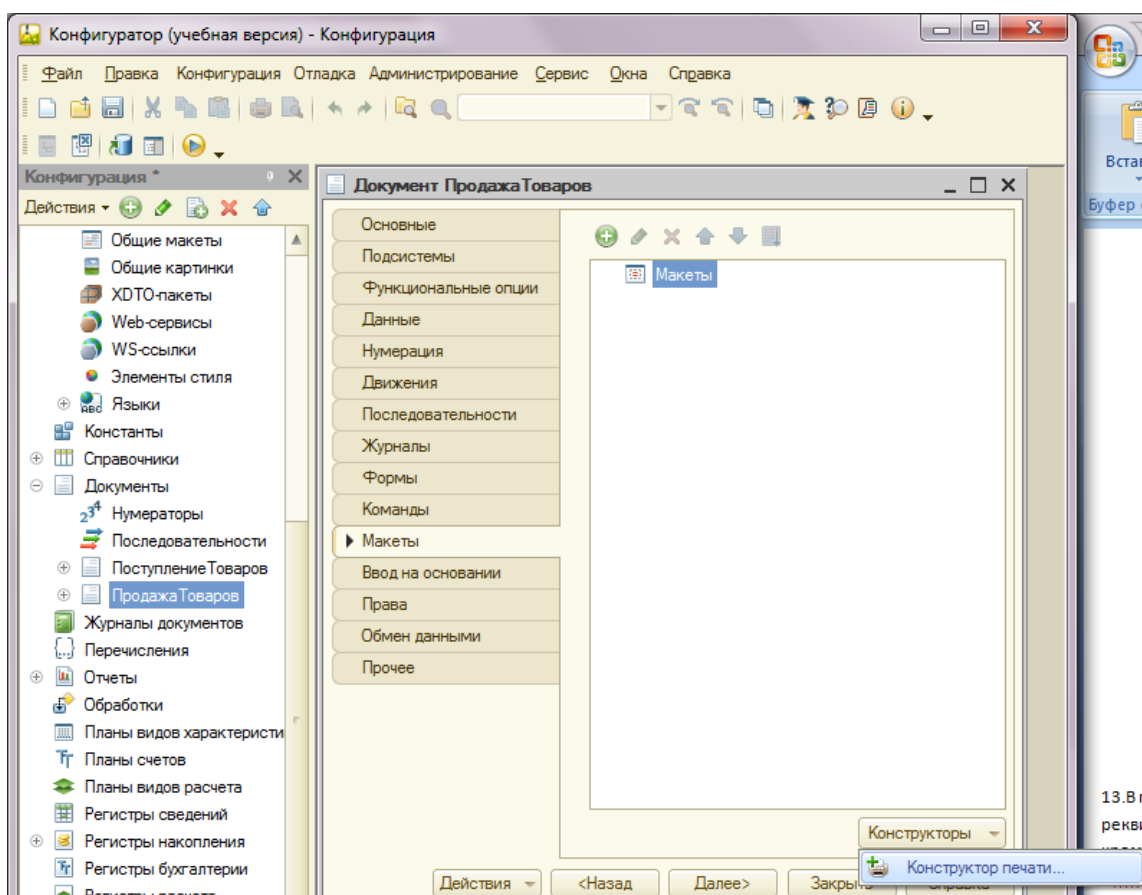 Конфигуратор (учебная версия) - Конфигурация
Файл Правка Конфигурация Отладка Администрирование Сервис Окна Справка
Конфигурация *
Действия
Общие макеты
Общие картинки
XDTO-пакеты
Web-сервисы
WS-ссылки
Элементы стиля
Языки
Константы
Справочники
Документы
Нумераторы
Последовательности
ПоступлениеТоваров
ПродажаТоваров
Журналы документов
Перечисления
Отчеты
Обработки
Планы видов характеристи
Планы счетов
Планы видов расчета
Регистры сведений
Регистры накопления
Регистры бухгалтерии
Документ ПродажаТоваров
Основные
Подсистемы
Функциональные опции
Данные
Нумерация
Движения
Последовательности
Журналы
Формы
Команды
Макеты
Ввод на основании
Права
Обмен данными
Прочее
Макеты
Конструкторы
Конструктор печати...
Действия <Назад Далее> Закрыть Справка
Встав
Буфер
13.В
рекви